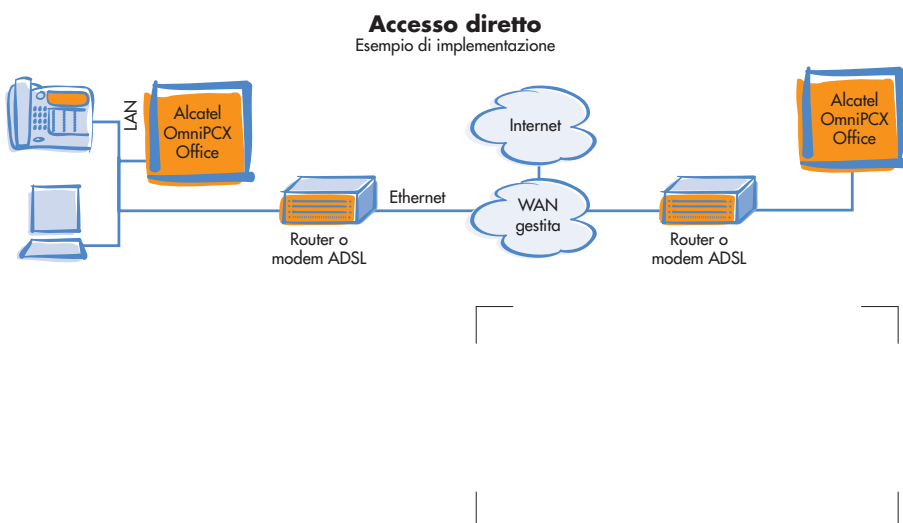 Accesso diretto
Esempio di implementazione
LAN
Alcatel
OmniPCX
Office
Internet
Alcatel
OmniPCX
Office
Ethernet
WAN
gestita
Router o
modem ADSL
Router o
modem ADSL